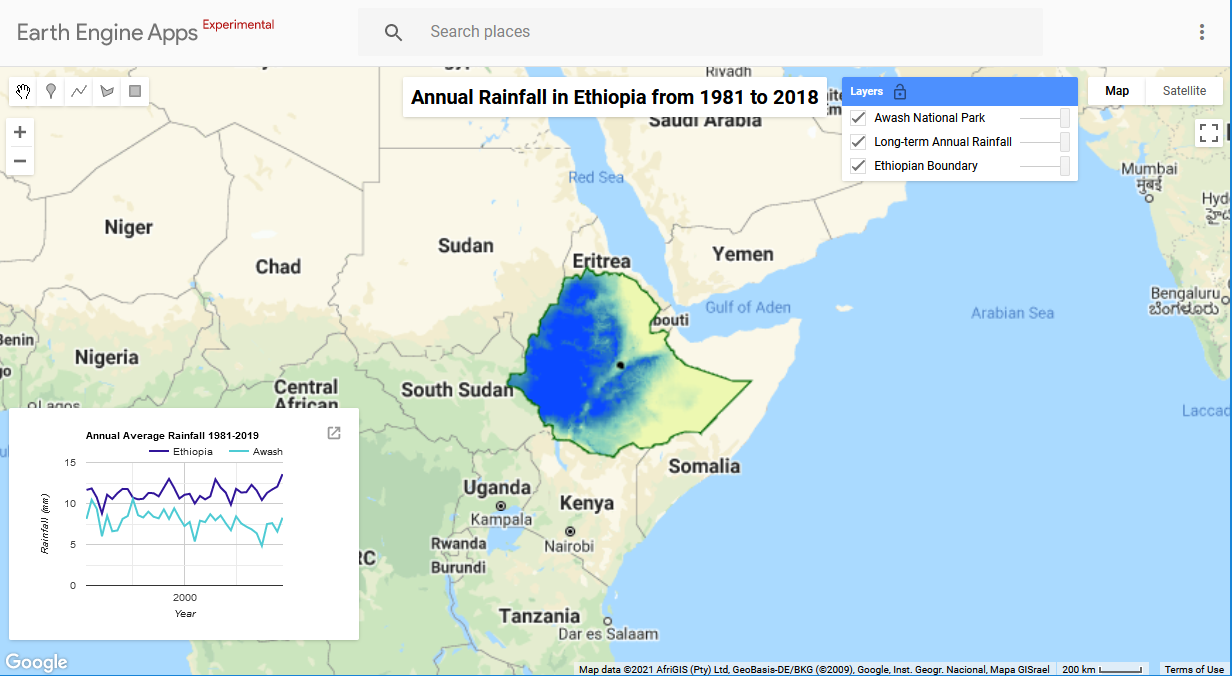 Earth Engine Apps Experimental
Search places
Annual Rainfall in Ethiopia from 1981 to 2018
Layers
Awash National Park
Long-term Annual Rainfall
Ethiopian Boundary
Map
Satellite
Riyadh
Saudi Arabia
Red Sea
Mumbai
मुंबई
Niger
Chad
Sudan
Eritrea
Yemen
Gulf of Aden
bouti
Arabian Sea
Bengaluru
ಬೆಂಗಳೂರು
Hyd
Benin
Nigeria
Lagos
Central
African
South Sudan
Laccad
Somalia
Uganda
Kampala
Kenya
Nairobi
Rwanda
Burundi
RC
Tanzania
Dar es Salaam
Annual Average Rainfall 1981-2019
Ethiopia
Awash
15
10
5
0
Rainfall (mm)
2000
Year
Google
Map data ©2021 AfriGIS (Pty) Ltd, GeoBasis-DE/BKG (©2009), Google, Inst. Geogr. Nacional, Mapa GISrael
200 km
Terms of Use